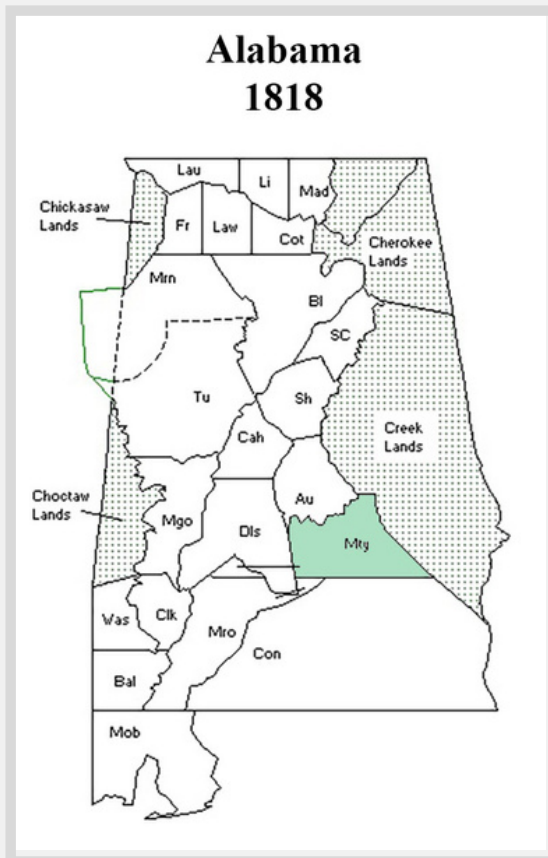 Alabama
1818
Lau
Li
Mad
Chickasaw
Lands
Fr
Law
Cot
Cherokee
Lands
Mrn
Bl
SC
Tu
Sh
Cah
Creek
Lands
Choctaw
Lands
Mgo
Au
Dls
Mty
Was
Clk
Mro
Con
Bal
Mob